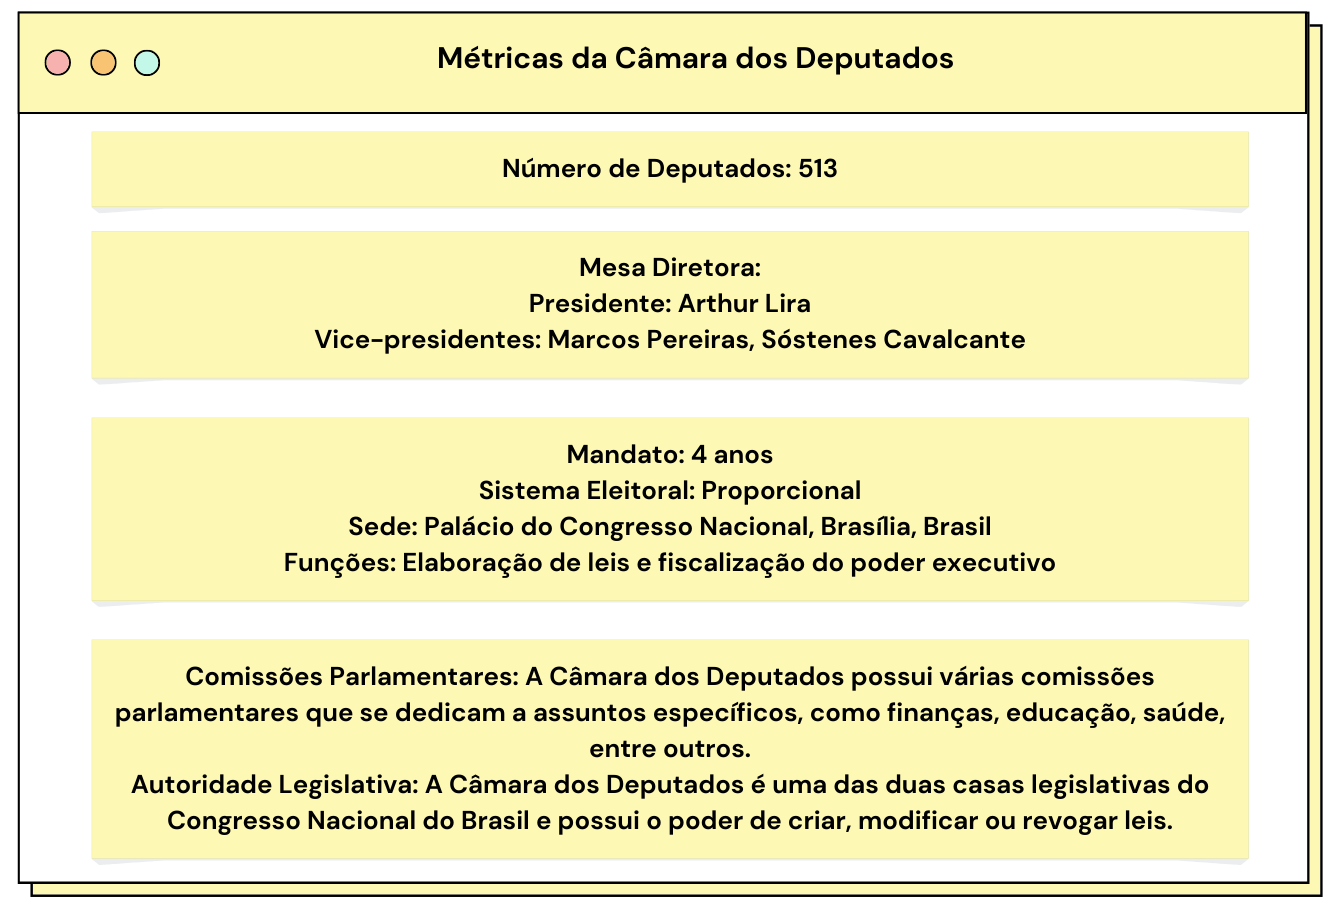 Métricas da Câmara dos Deputados
Número de Deputados: 513
Mesa Diretora:
Presidente: Arthur Lira
Vice-presidentes: Marcos Pereiras, Sóstenes Cavalcante
Mandato: 4 anos
Sistema Eleitoral: Proporcional
Sede: Palácio do Congresso Nacional, Brasília, Brasil
Funções: Elaboração de leis e fiscalização do poder executivo
Comissões Parlamentares: A Câmara dos Deputados possui várias comissões
parlamentares que se dedicam a assuntos específicos, como finanças, educação, saúde,
entre outros.
Autoridade Legislativa: A Câmara dos Deputados é uma das duas casas legislativas do
Congresso Nacional do Brasil e possui o poder de criar, modificar ou revogar leis.